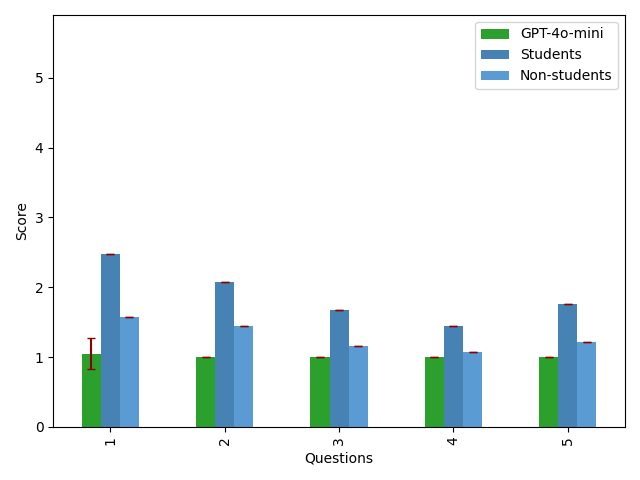 GPT-4o-mini
Students
Non-students
5
4
3
2
1
0
Score
1 2 3 4 5
Questions